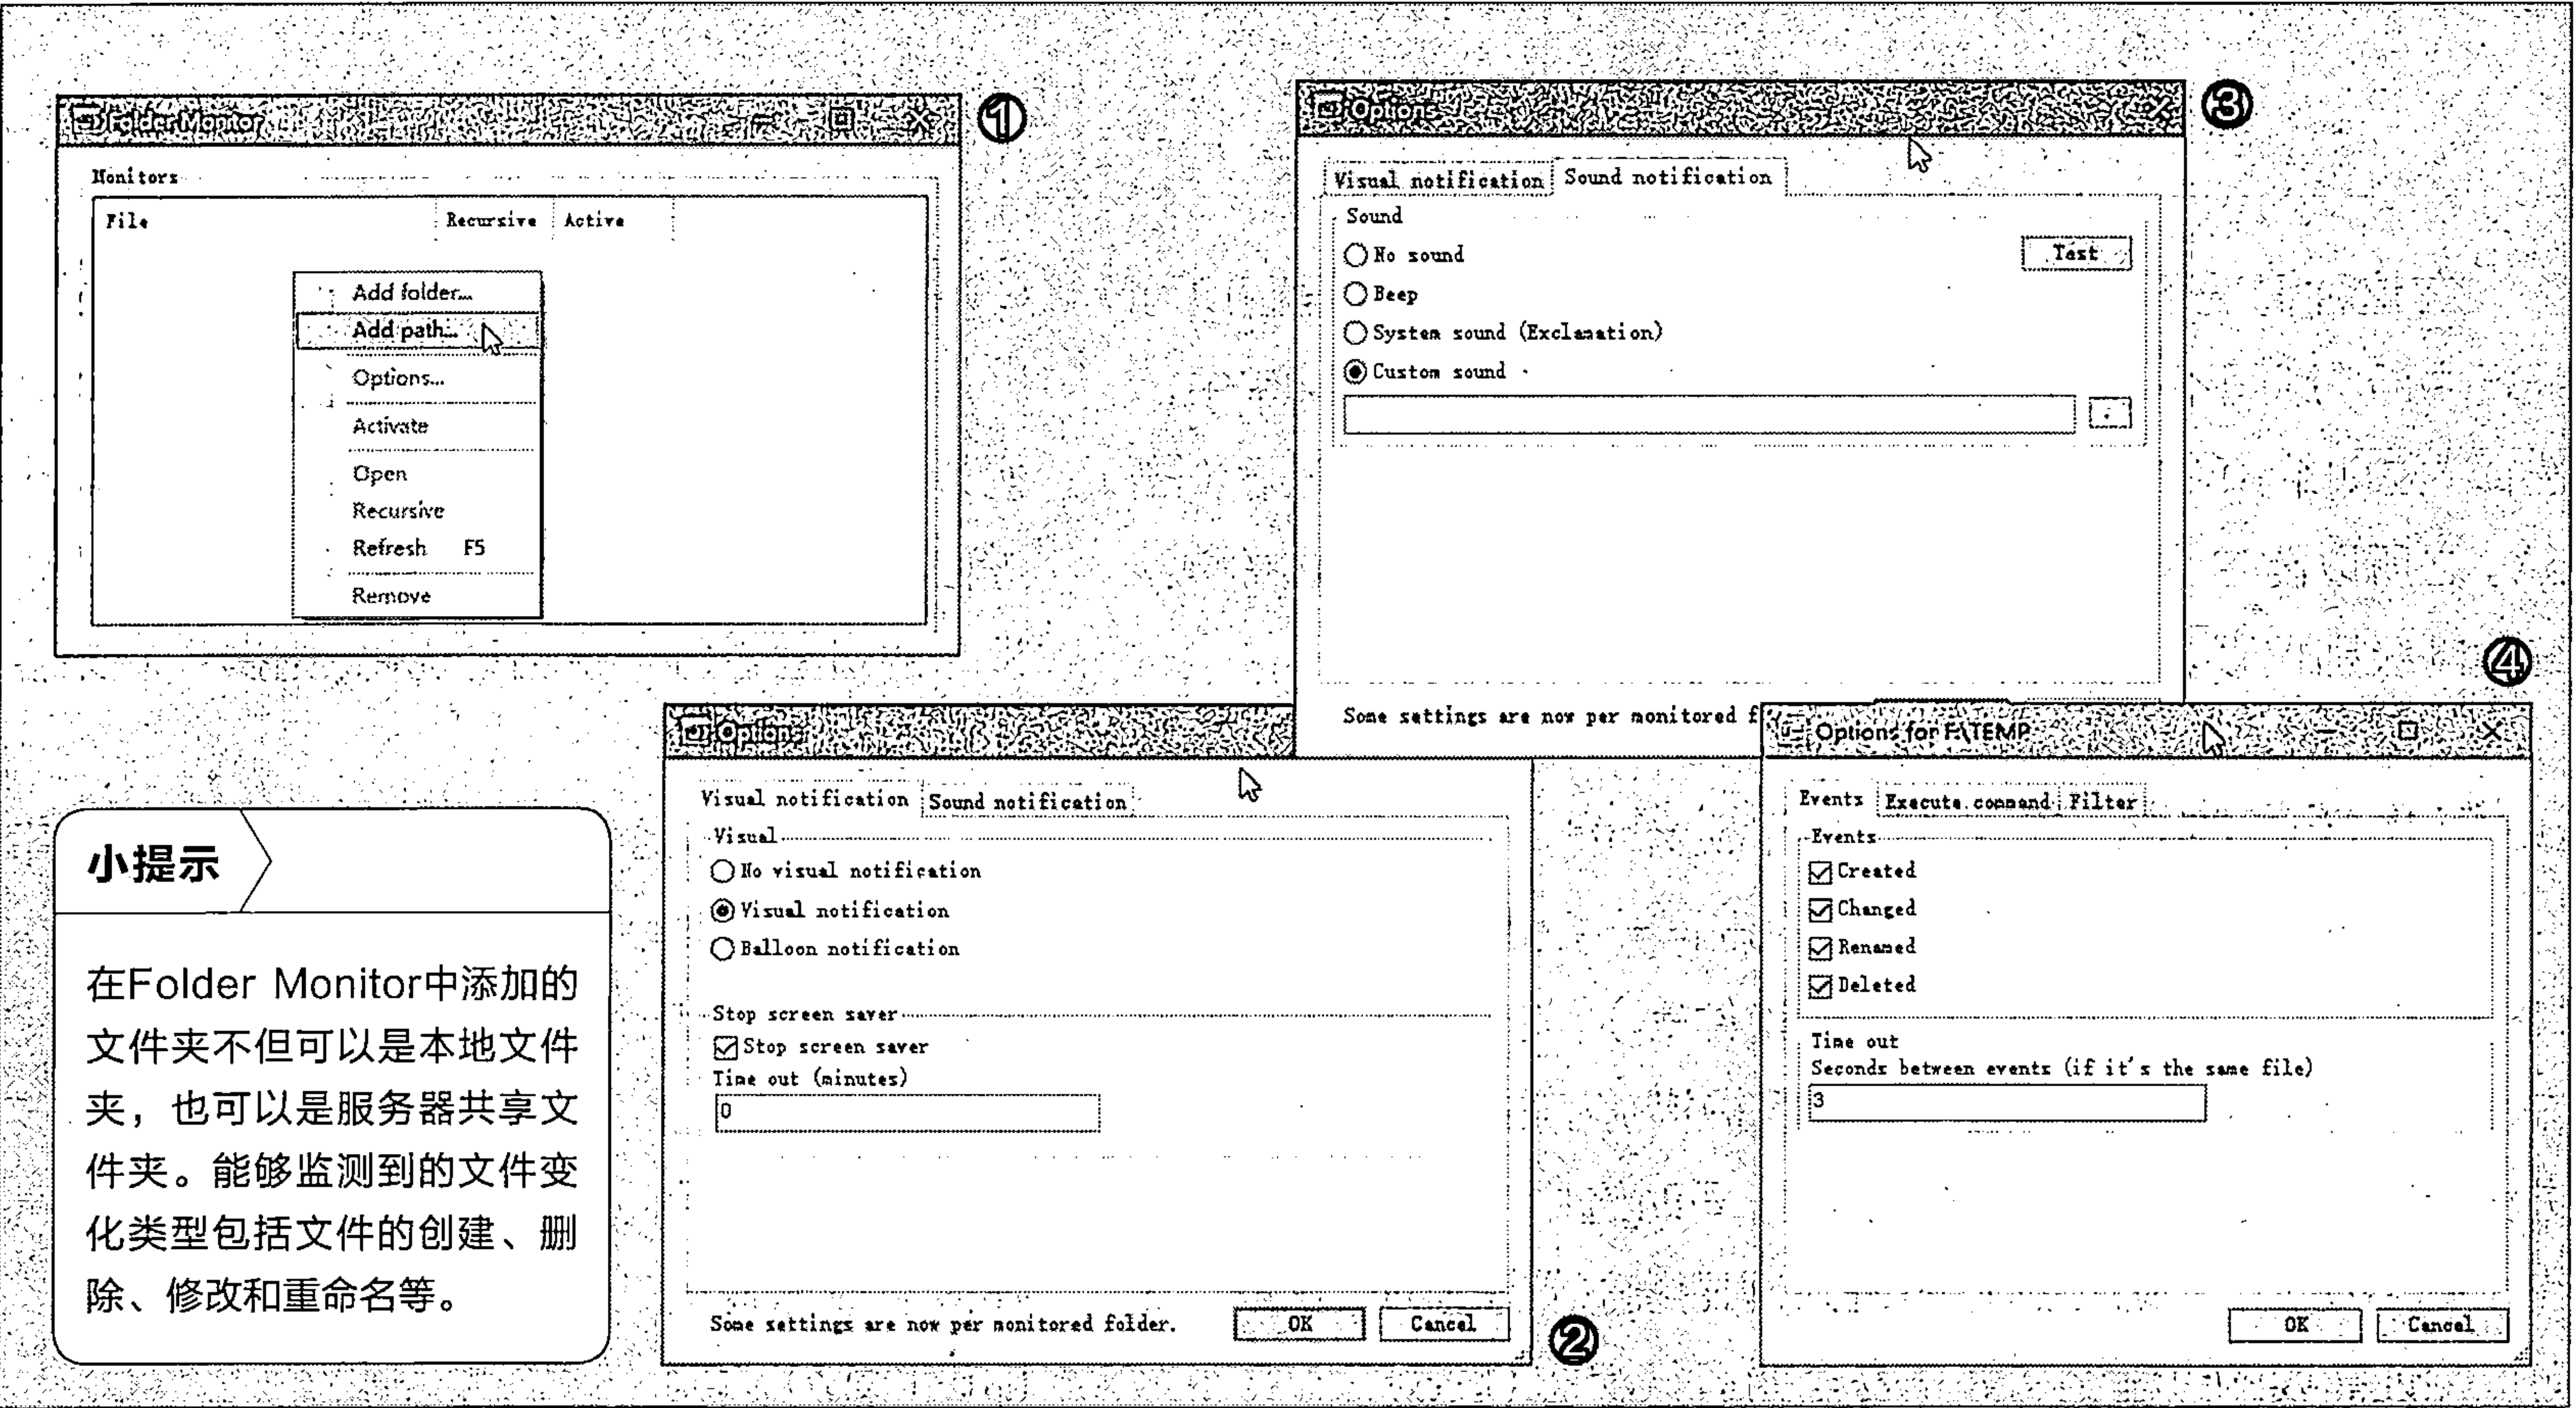 Folder Monitor
①
Monitors
File Recursive Active
Add folder...
Add path...
Options...
Activate
Open
Recursive
Refresh F5
Remove
Options
③
Visual notification Sound notification
Sound
No sound
Test
Beep
System sound (Exclamation)
Custom sound
Some settings are now per monitored f
Options
Visual notification Sound notification
Visual
No visual notification
Visual notification
Balloon notification
Stop screen saver
Stop screen saver
Time out (minutes)
0
Some settings are now per monitored folder.
OK Cancel
②
④
Options for F:\TEMP
Events Execute command Filter
Events
Created
Changed
Renamed
Deleted
Time out
Seconds between events (if it's the same file)
3
OK Cancel
小提示
在Folder Monitor中添加的
文件夹不但可以是本地文件
夹，也可以是服务器共享文
件夹。能够监测到的文件变
化类型包括文件的创建、删
除、修改和重命名等。